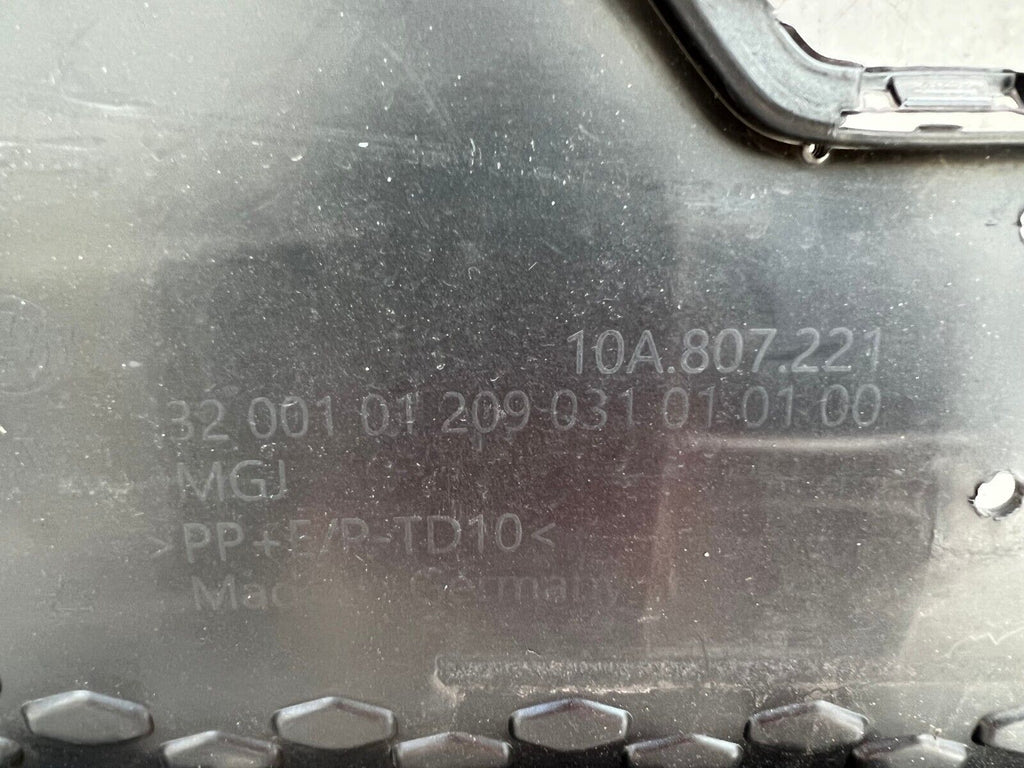 10A.807.221
32 001 01 209 031 01 01 00
MGJ
>PP+E/P-TD10<
Made in Germany